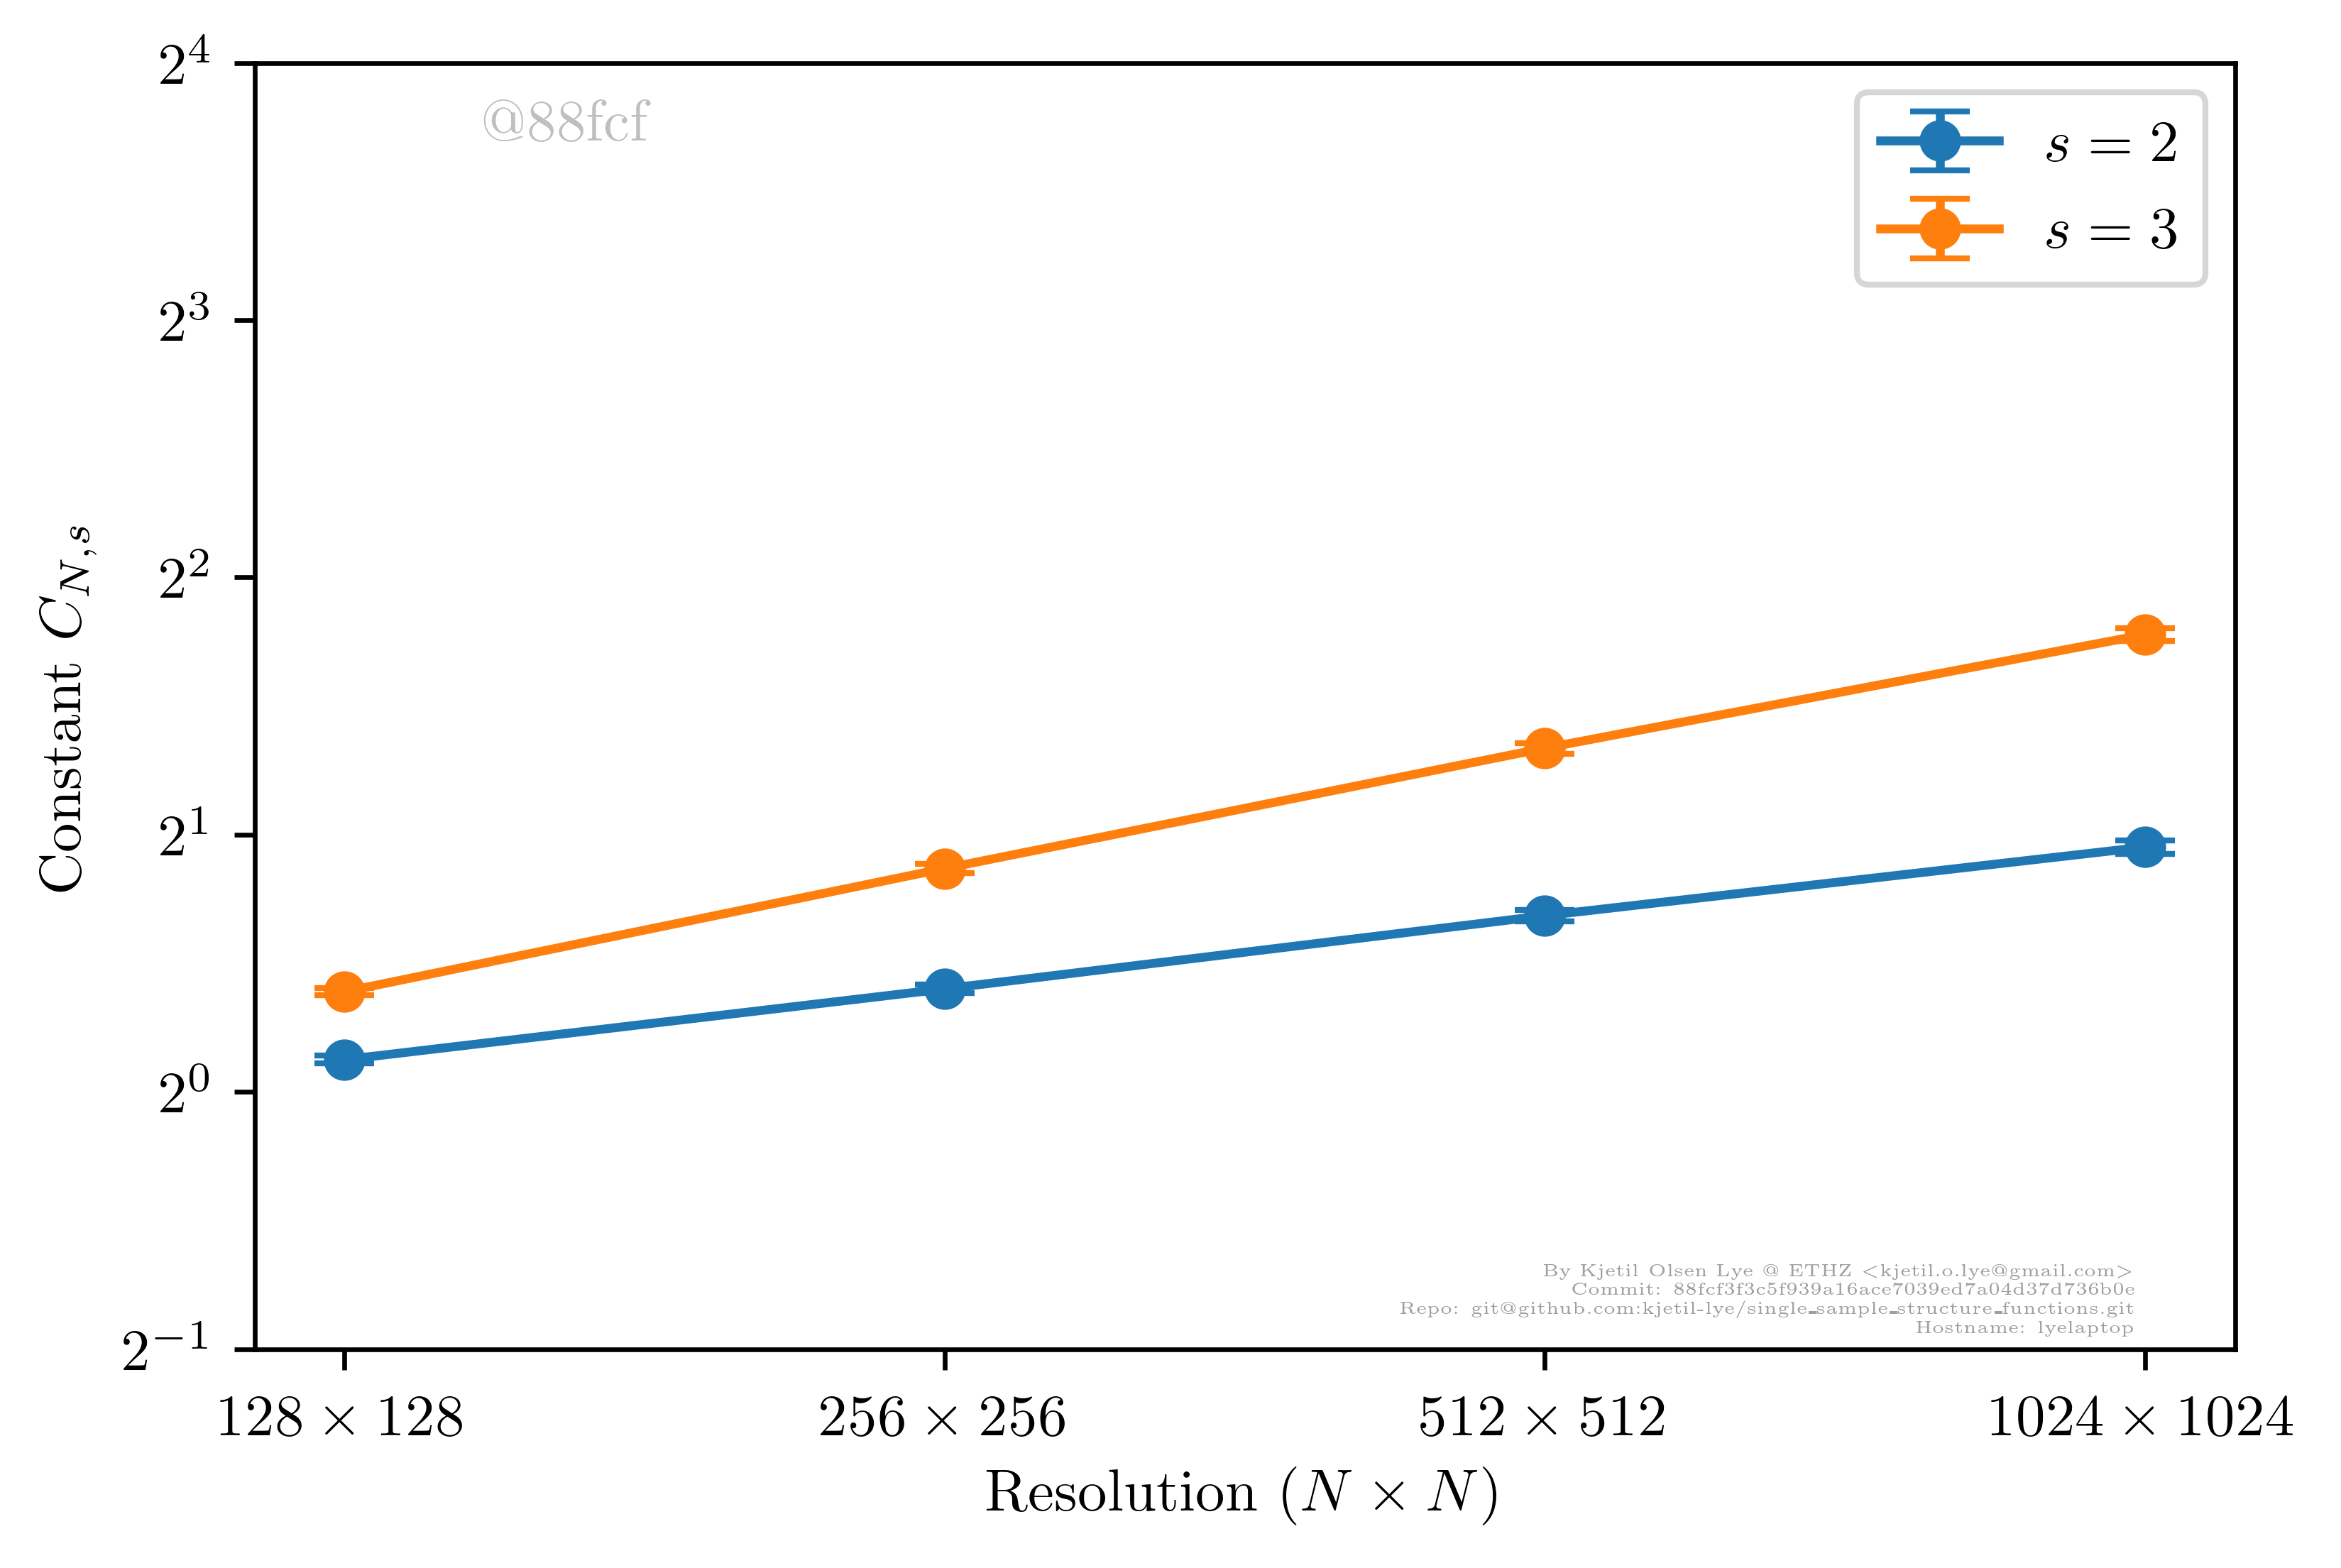 @88fcf
s = 2
s = 3
2^4
2^3
2^2
2^1
2^0
2^{-1}
Constant C_{N,s}
By Kjetil Olsen Lye @ ETHZ <kjetil.o.lye@gmail.com>
Commit: 88fcf3f3c5f939a16ace7039ed7a04d37d736b0e
Repo: git@github.com:kjetil-lye/single_sample_structure_functions.git
Hostname: lyelaptop
128 × 128 256 × 256 512 × 512 1024 × 1024
Resolution (N × N)